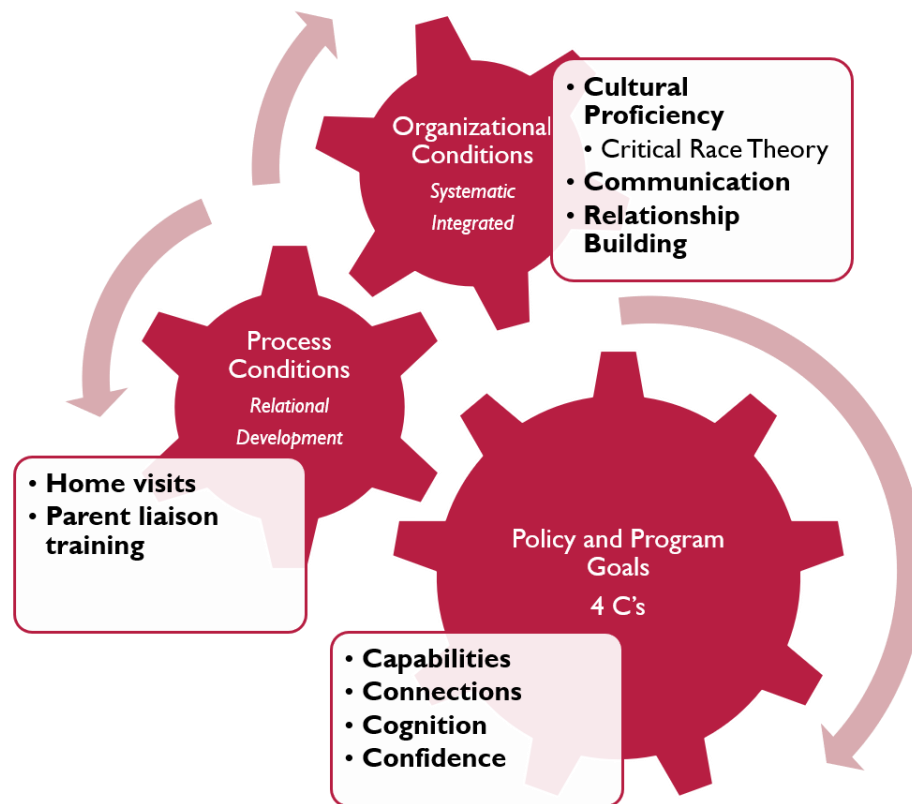 Organizational
Conditions
Systematic
Integrated
• Cultural
Proficiency
• Critical Race Theory
• Communication
• Relationship
Building
Process
Conditions
Relational
Development
• Home visits
• Parent liaison
training
Policy and Program
Goals
4 C's
• Capabilities
• Connections
• Cognition
• Confidence